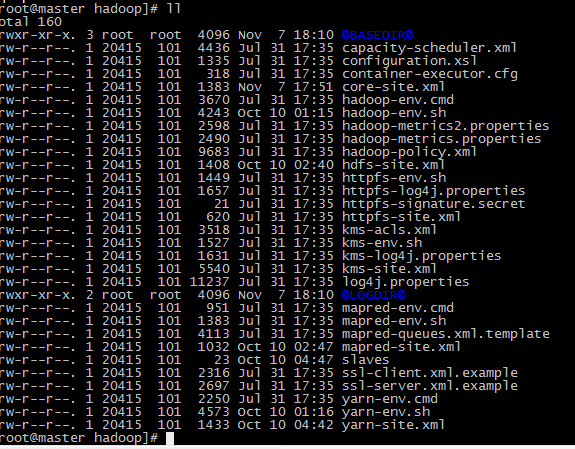 root@master hadoop]# ll
otal 160
rwxr-xr-x. 3 root  root  4096 Nov  7 18:10 @BASEDIR@
rw-r--r--. 1 20415  101  4436 Jul 31 17:35 capacity-scheduler.xml
rw-r--r--. 1 20415  101  1335 Jul 31 17:35 configuration.xsl
rw-r--r--. 1 20415  101   318 Jul 31 17:35 container-executor.cfg
rw-r--r--. 1 20415  101  1383 Nov  7 17:51 core-site.xml
rw-r--r--. 1 20415  101  3670 Jul 31 17:35 hadoop-env.cmd
rw-r--r--. 1 20415  101  4243 Oct 10 01:15 hadoop-env.sh
rw-r--r--. 1 20415  101  2598 Jul 31 17:35 hadoop-metrics2.properties
rw-r--r--. 1 20415  101  2490 Jul 31 17:35 hadoop-metrics.properties
rw-r--r--. 1 20415  101  9683 Jul 31 17:35 hadoop-policy.xml
rw-r--r--. 1 20415  101  1408 Oct 10 02:40 hdfs-site.xml
rw-r--r--. 1 20415  101  1449 Jul 31 17:35 httpfs-env.sh
rw-r--r--. 1 20415  101  1657 Jul 31 17:35 httpfs-log4j.properties
rw-r--r--. 1 20415  101    21 Jul 31 17:35 httpfs-signature.secret
rw-r--r--. 1 20415  101   620 Jul 31 17:35 httpfs-site.xml
rw-r--r--. 1 20415  101  3518 Jul 31 17:35 kms-acls.xml
rw-r--r--. 1 20415  101  1527 Jul 31 17:35 kms-env.sh
rw-r--r--. 1 20415  101  1631 Jul 31 17:35 kms-log4j.properties
rw-r--r--. 1 20415  101  5540 Jul 31 17:35 kms-site.xml
rw-r--r--. 1 20415  101 11237 Jul 31 17:35 log4j.properties
rwxr-xr-x. 2 root  root  4096 Nov  7 18:10 @LOGDIR@
rw-r--r--. 1 20415  101   951 Jul 31 17:35 mapred-env.cmd
rw-r--r--. 1 20415  101  1383 Jul 31 17:35 mapred-env.sh
rw-r--r--. 1 20415  101  4113 Jul 31 17:35 mapred-queues.xml.template
rw-r--r--. 1 20415  101  1032 Oct 10 02:47 mapred-site.xml
rw-r--r--. 1 20415  101    23 Oct 10 04:47 slaves
rw-r--r--. 1 20415  101  2316 Jul 31 17:35 ssl-client.xml.example
rw-r--r--. 1 20415  101  2697 Jul 31 17:35 ssl-server.xml.example
rw-r--r--. 1 20415  101  2250 Jul 31 17:35 yarn-env.cmd
rw-r--r--. 1 20415  101  4573 Oct 10 01:16 yarn-env.sh
rw-r--r--. 1 20415  101  1433 Oct 10 04:42 yarn-site.xml
root@master hadoop]#